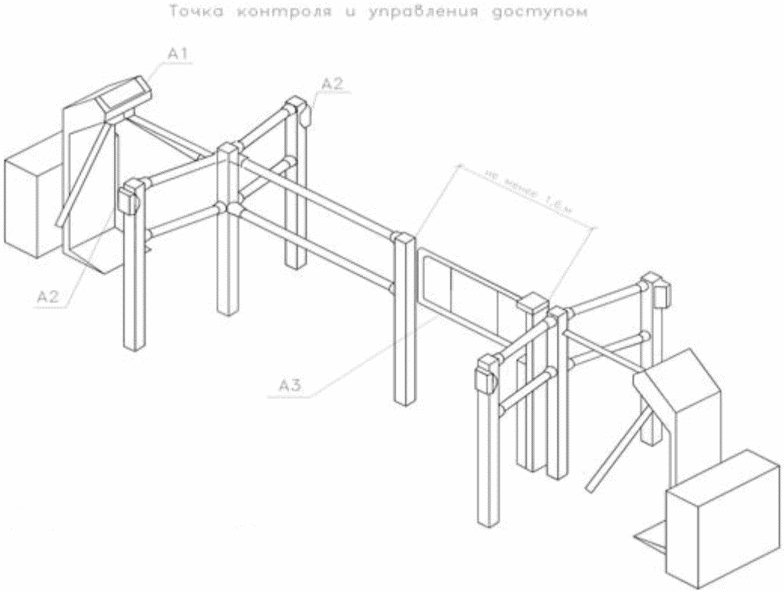 Точка контроля и управления доступом
А1
А2
не менее 1,6 м
А2
А3